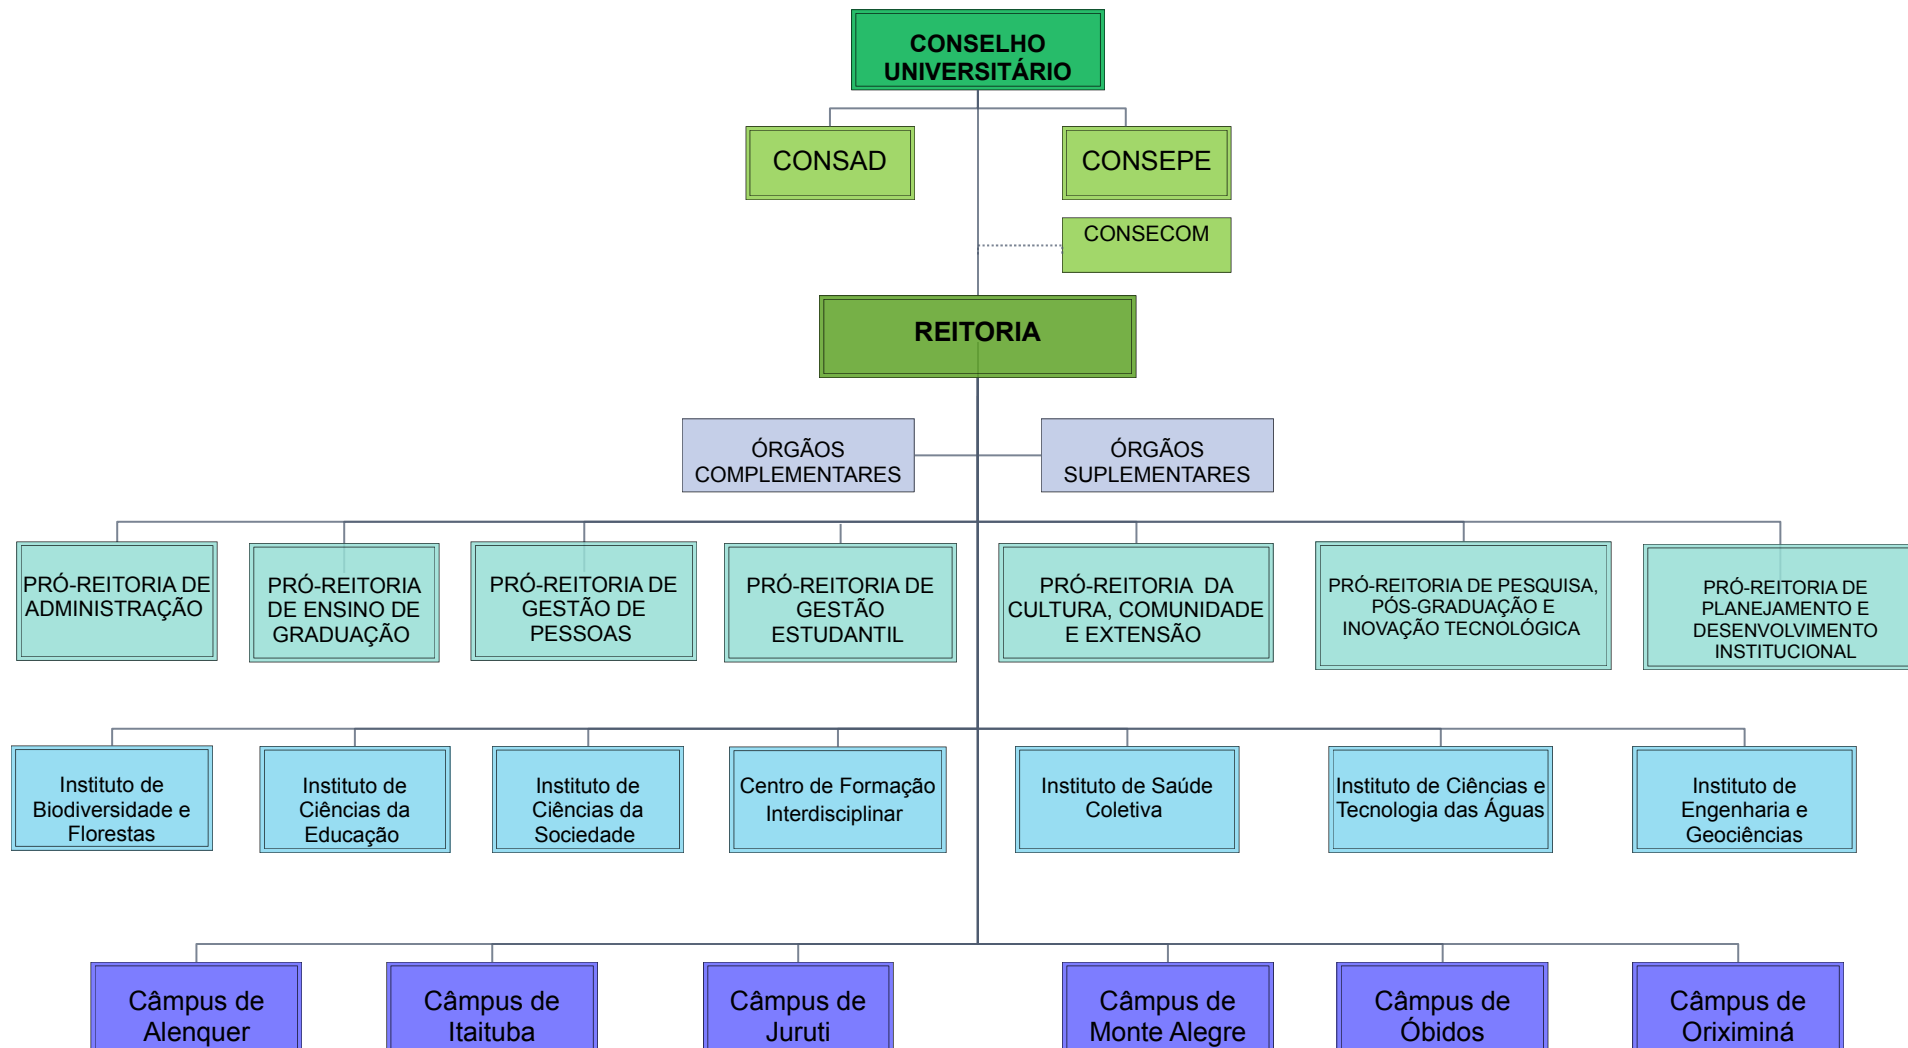 CONSELHO
UNIVERSITÁRIO
CONSAD
CONSEPE
CONSECOM
REITORIA
ÓRGÃOS
COMPLEMENTARES
ÓRGÃOS
SUPLEMENTARES
PRÓ-REITORIA DE
ADMINISTRAÇÃO
PRÓ-REITORIA
DE ENSINO DE
GRADUAÇÃO
PRÓ-REITORIA DE
GESTÃO DE
PESSOAS
PRÓ-REITORIA DE
GESTÃO
ESTUDANTIL
PRÓ-REITORIA DA
CULTURA, COMUNIDADE
E EXTENSÃO
PRÓ-REITORIA DE PESQUISA,
PÓS-GRADUAÇÃO E
INOVAÇÃO TECNOLÓGICA
PRÓ-REITORIA DE
PLANEJAMENTO E
DESENVOLVIMENTO
INSTITUCIONAL
Instituto de
Biodiversidade e
Florestas
Instituto de
Ciências da
Educação
Instituto de
Ciências da
Sociedade
Centro de Formação
Interdisciplinar
Instituto de Saúde
Coletiva
Instituto de Ciências e
Tecnologia das Águas
Instituto de
Engenharia e
Geociências
Câmpus de
Alenquer
Câmpus de
Itaituba
Câmpus de
Juruti
Câmpus de
Monte Alegre
Câmpus de
Óbidos
Câmpus de
Oriximiná